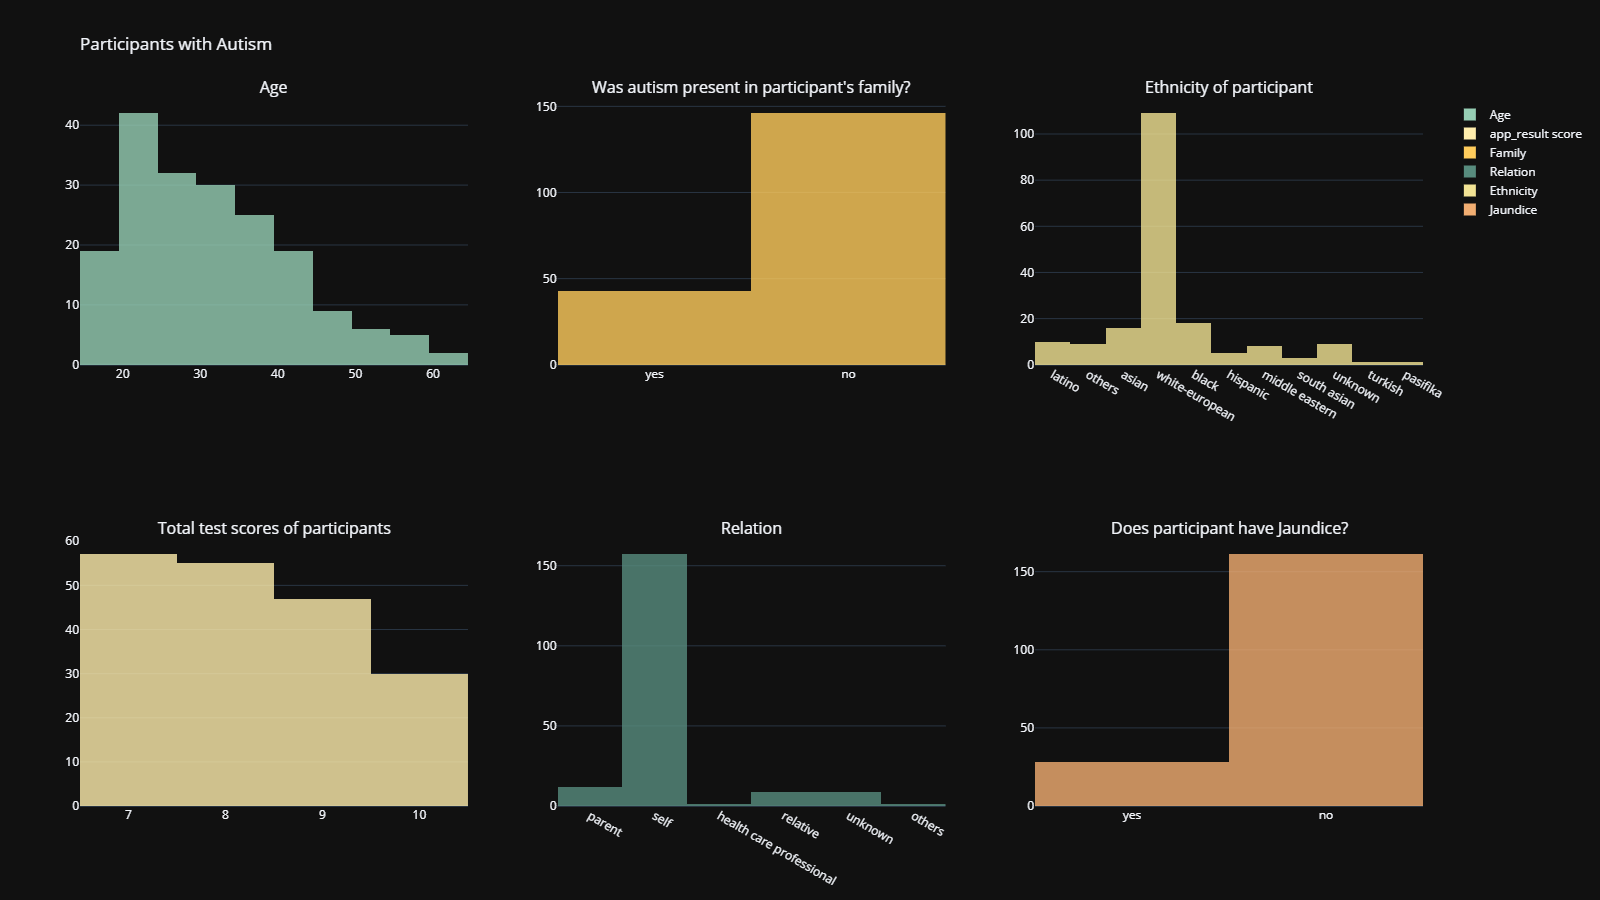 Participants with Autism
Age
40
30
20
10
0
20 30 40 50 60
Was autism present in participant's family?
150
100
50
0
yes no
Ethnicity of participant
100
80
60
40
20
0
latino others asian white-european black hispanic middle eastern south asian unknown turkish pasifika
Age
app_result score
Family
Relation
Ethnicity
Jaundice
Total test scores of participants
60
50
40
30
20
10
0
7 8 9 10
Relation
150
100
50
0
parent self health care professional relative unknown others
Does participant have Jaundice?
150
100
50
0
yes no